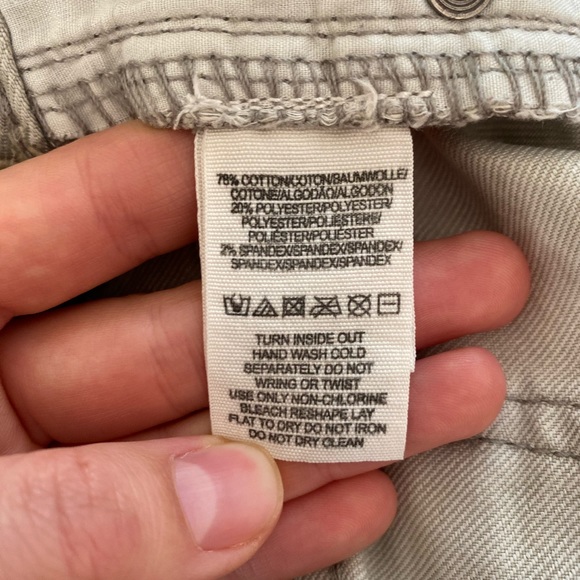 78% COTTON/COTON/BAUMWOLLE/
COTONE/ALGODÃO/ALGODON
20% POLYESTER/POLYESTER/
POLYESTER/POLIESTERE/
POLIÉSTER/POLIESTER
2% SPANDEX/SPANDEX/SPANDEX/
SPANDEX/SPANDEX/SPANDEX
TURN INSIDE OUT
HAND WASH COLD
SEPARATELY DO NOT
WRING OR TWIST
USE ONLY NON-CHLORINE
BLEACH RESHAPE LAY
FLAT TO DRY DO NOT IRON
DO NOT DRY CLEAN